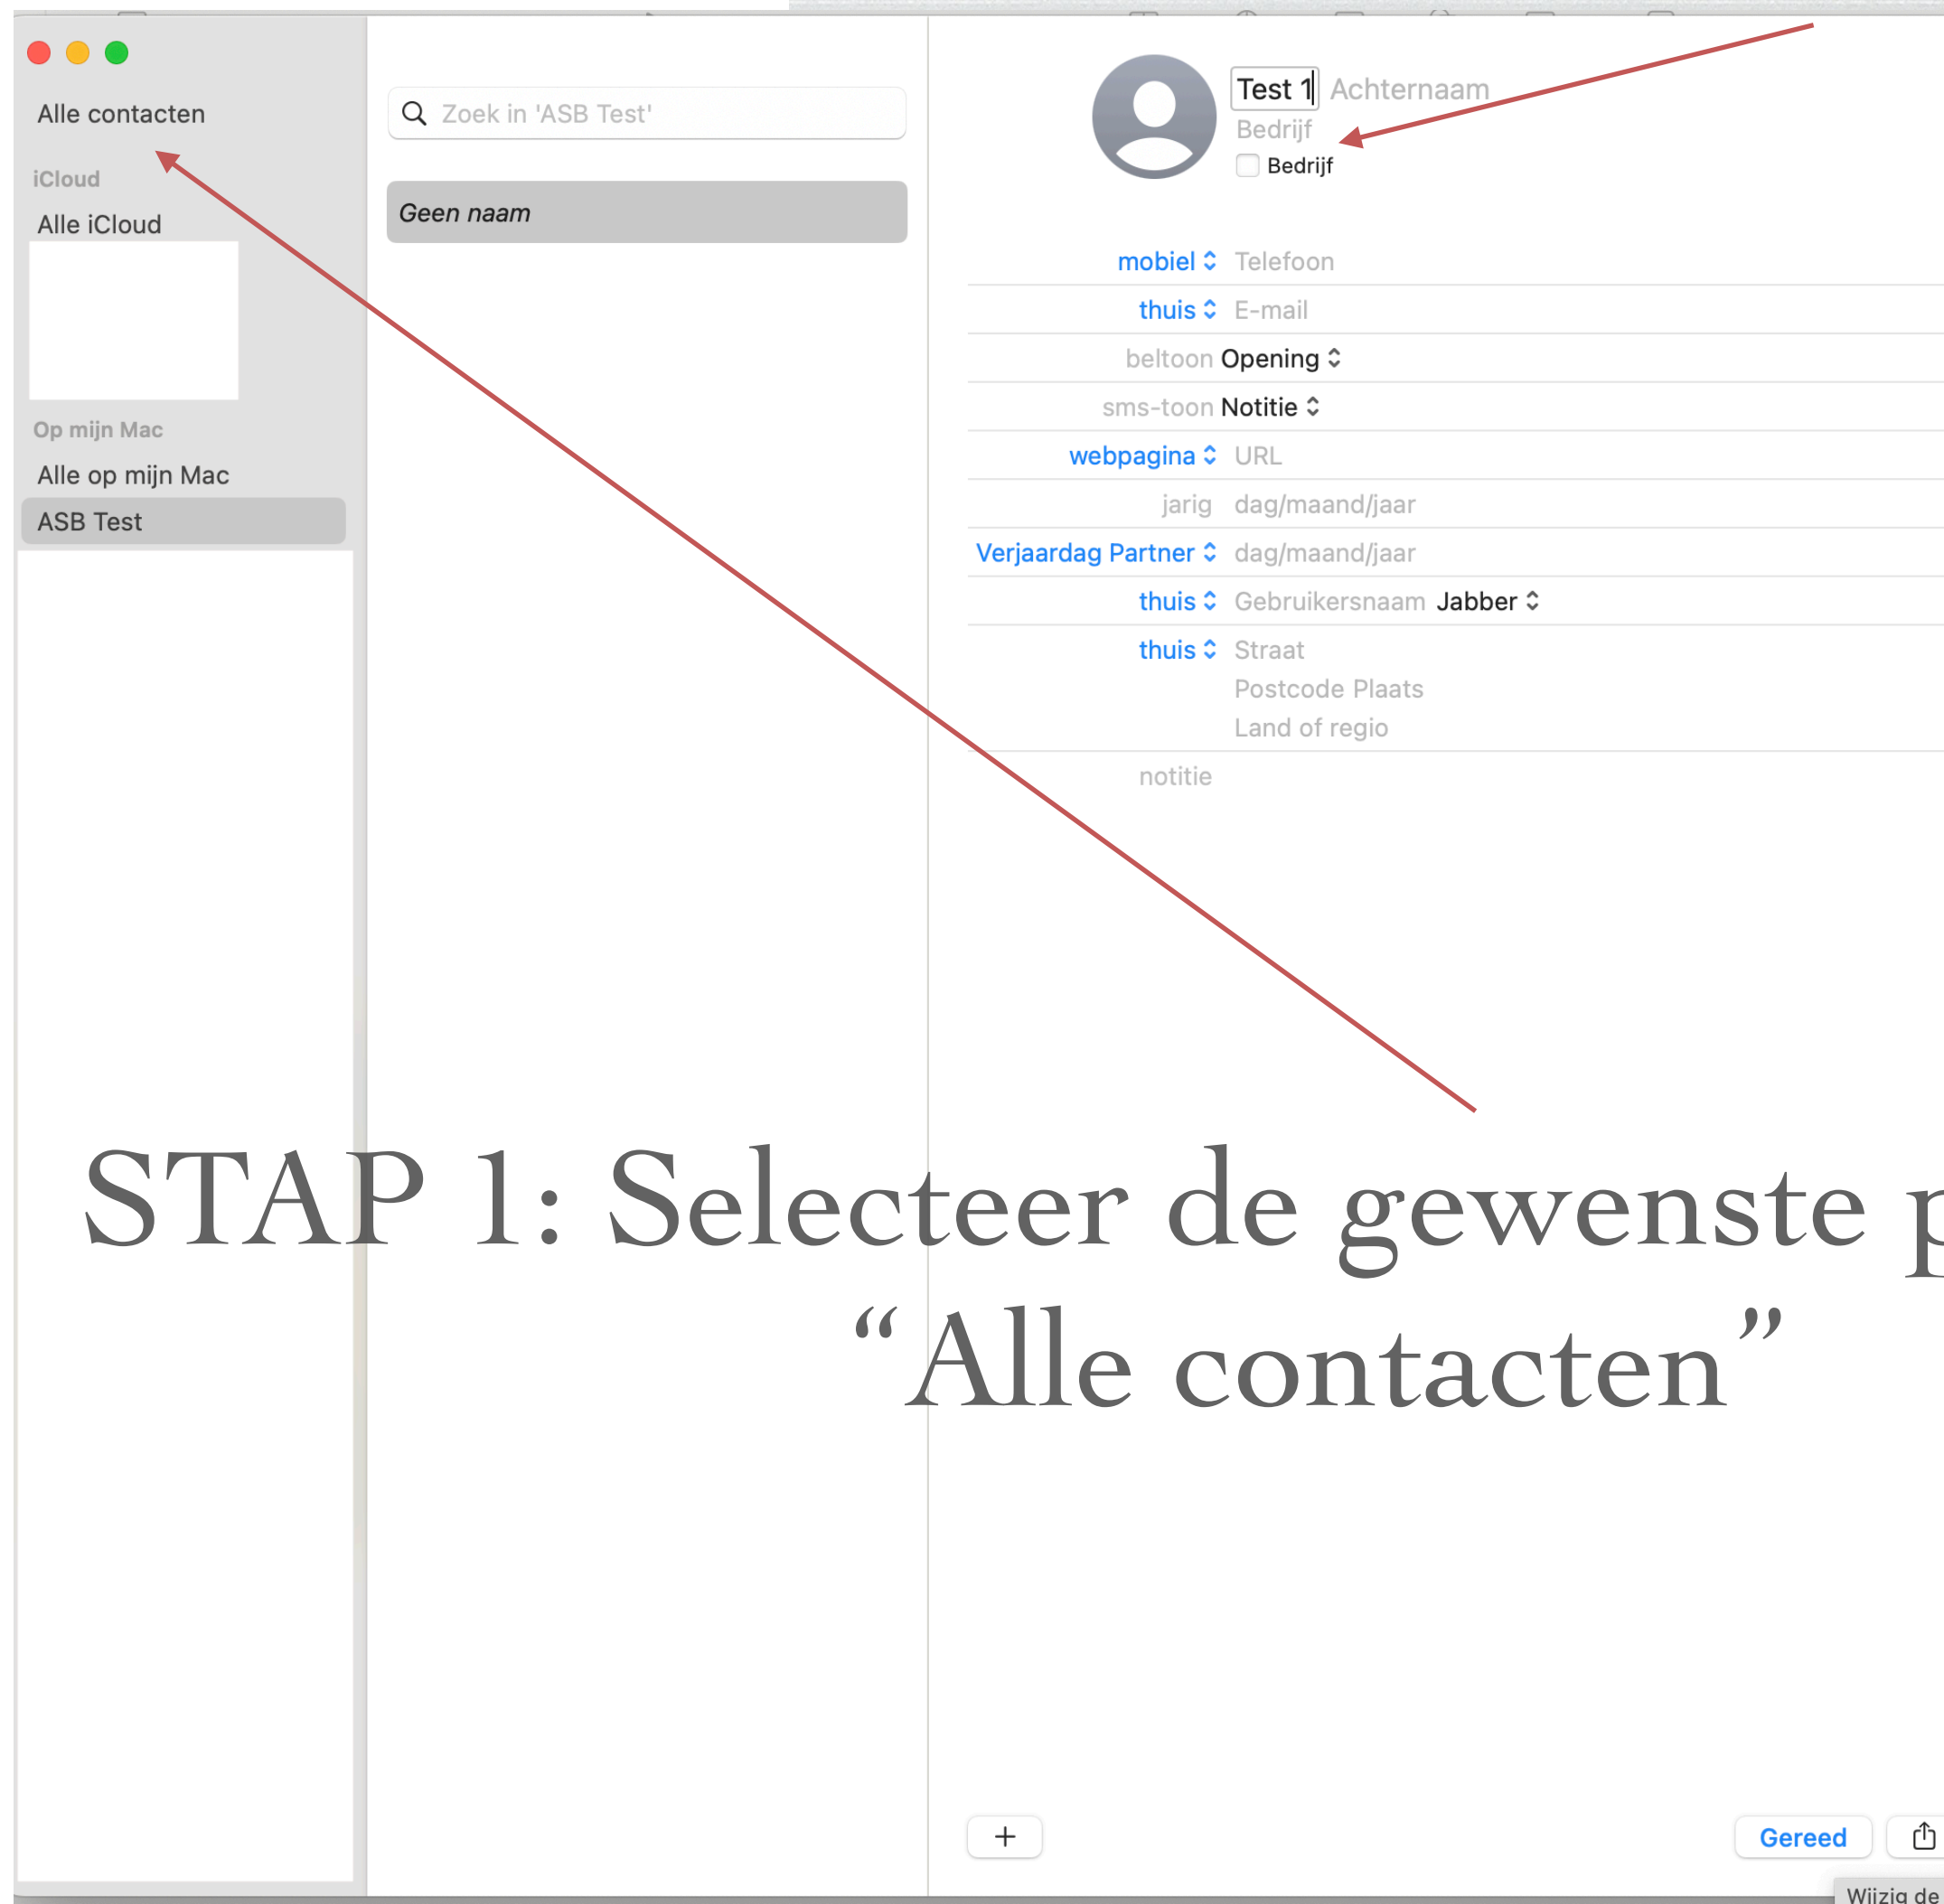 Alle contacten
iCloud
Alle iCloud
Op mijn Mac
Alle op mijn Mac
ASB Test
Zoek in 'ASB Test'
Geen naam
Test 1 Achternaam
Bedrijf
Bedrijf
mobiel Telefoon
thuis E-mail
beltoon Opening
sms-toon Notitie
webpagina URL
jarig dag/maand/jaar
Verjaardag Partner dag/maand/jaar
thuis Gebruikersnaam Jabber
thuis Straat
Postcode Plaats
Land of regio
notitie
STAP 1: Selecteer de gewenste
“Alle contacten”
Gereed
Wijzig de